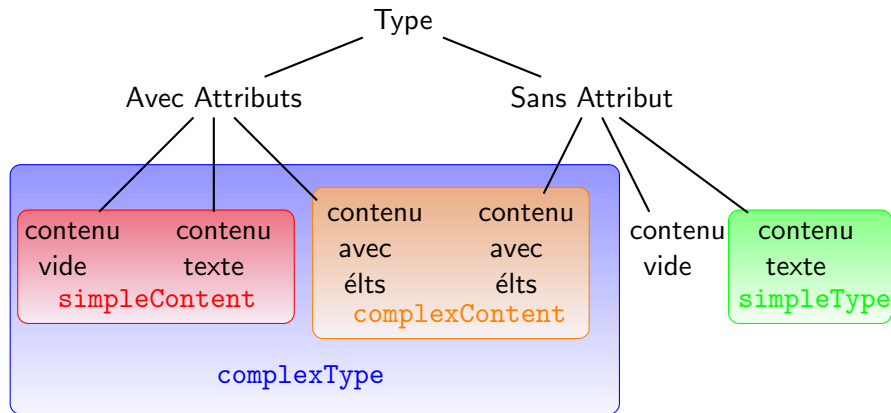 Type
Avec Attributs
Sans Attribut
contenu
vide
contenu
texte
simpleContent
contenu
avec
élts
contenu
avec
élts
complexContent
contenu
vide
contenu
texte
simpleType
complexType